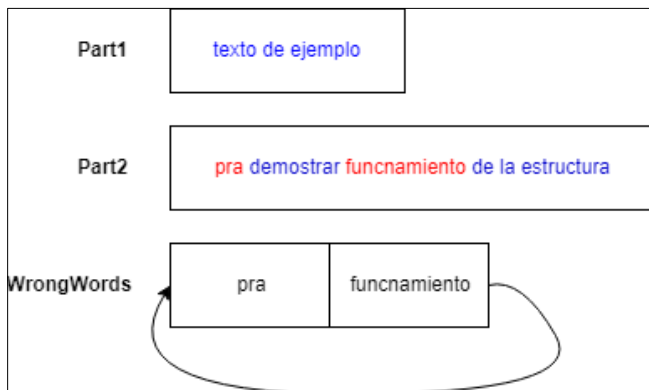 Part1 texto de ejemplo
Part2 pra demostrar funcnamiento de la estructura
WrongWords pra funcnamiento